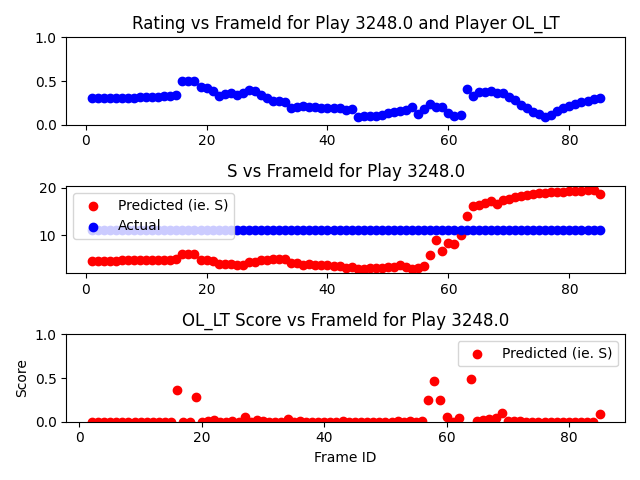 Rating vs FrameId for Play 3248.0 and Player OL_LT
1.0
0.5
0.0
0 20 40 60 80
S vs FrameId for Play 3248.0
20
10
Predicted (ie. S)
Actual
0 20 40 60 80
OL_LT Score vs FrameId for Play 3248.0
1.0
0.5
0.0
Score
Predicted (ie. S)
0 20 40 60 80
Frame ID